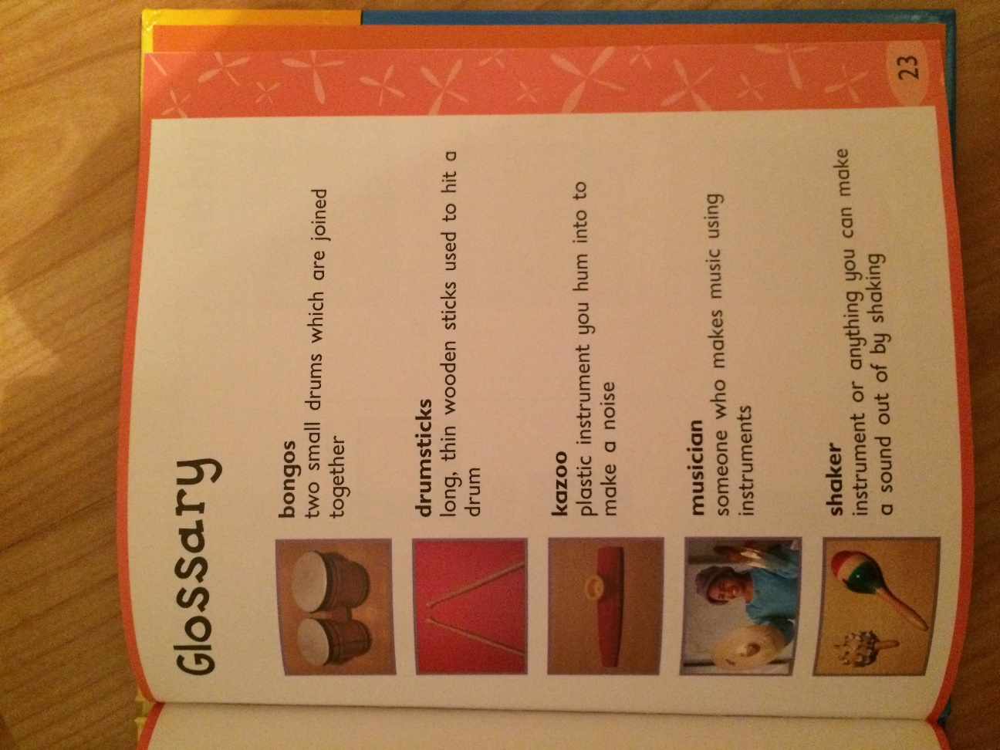 Glossary
bongos
two small drums which are joined
together
drumsticks
long, thin wooden sticks used to hit a
drum
kazoo
plastic instrument you hum into to
make a noise
musician
someone who makes music using
instruments
shaker
instrument or anything you can make
a sound out of by shaking
23